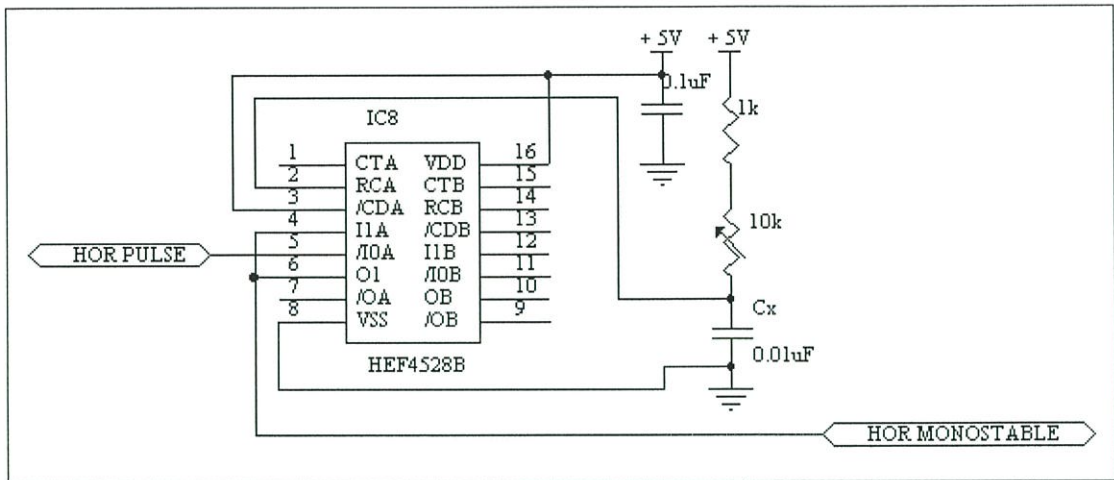 + 5V
+ 5V
0.1uF
1k
IC8
1 CTA VDD 16
2 RCA CTB 15
3 /CDA RCB 14
4 I1A /CDB 13
5 /I0A I1B 12
6 O1 /I0B 11
7 /OA OB 10
8 VSS /OB 9
10k
HOR PULSE
Cx
0.01uF
HEF4528B
HOR MONOSTABLE